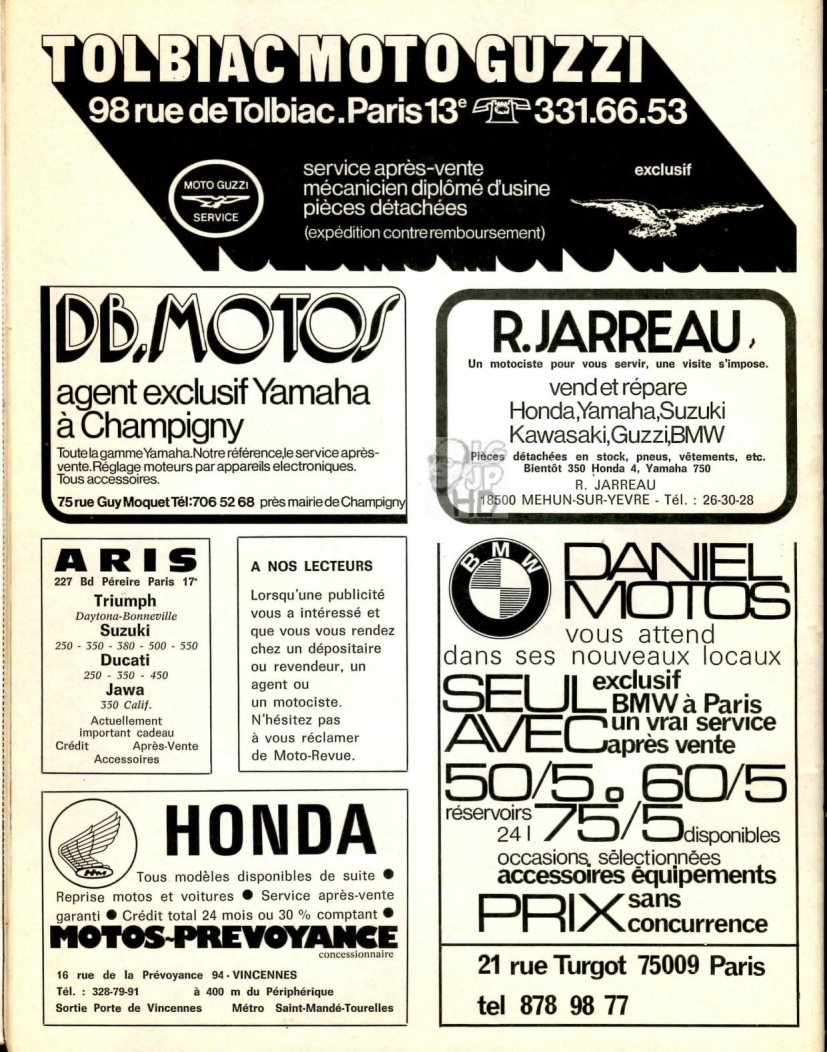 TOLBIAC MOTO GUZZI
98 rue de Tolbiac. Paris 13e 331.66.53
MOTO GUZZI
SERVICE
service après-vente
mécanicien diplômé d'usine
pièces détachées
(expédition contre remboursement)
exclusif
DB.MOTOS
agent exclusif Yamaha
à Champigny
Toute la gamme Yamaha. Notre référence, le service après-
vente. Réglage moteurs par appareils electroniques.
Tous accessoires.
75 rue Guy Moquet Tél:706 52 68 près mairie de Champigny
R. JARREAU,
Un motociste pour vous servir, une visite s'impose.
vend et répare
Honda, Yamaha, Suzuki
Kawasaki, Guzzi, BMW
Pièces détachées en stock, pneus, vêtements, etc.
Bientôt 350 Honda 4, Yamaha 750
R. JARREAU
18500 MEHUN-SUR-YEVRE - Tél. : 26-30-28
ARIS
227 Bd Péreire Paris 17e
Triumph
Daytona-Bonneville
Suzuki
250 - 350 - 380 - 500 - 550
Ducati
250 - 350 - 450
Jawa
350 Calif.
Actuellement
important cadeau
Crédit Après-Vente
Accessoires
A NOS LECTEURS
Lorsqu'une publicité
vous a intéressé et
que vous vous rendez
chez un dépositaire
ou revendeur, un
agent ou
un motociste.
N'hésitez pas
à vous réclamer
de Moto-Revue.
HONDA
HM
Tous modèles disponibles de suite ●
Reprise motos et voitures ● Service après-vente
garanti ● Crédit total 24 mois ou 30 % comptant ●
MOTOS-PREVOYANCE
concessionnaire
16 rue de la Prévoyance 94-VINCENNES
Tél. : 328-79-91 à 400 m du Périphérique
Sortie Porte de Vincennes Métro Saint-Mandé-Tourelles
BMW
DANIEL
MOTOS
vous attend
dans ses nouveaux locaux
SEUL exclusif
BMW à Paris
AVEC un vrai service
après vente
50/5 o 60/5
réservoirs
24 l 75/5 disponibles
occasions sélectionnées
accessoires équipements
PRIX sans
concurrence
21 rue Turgot 75009 Paris
tel 878 98 77